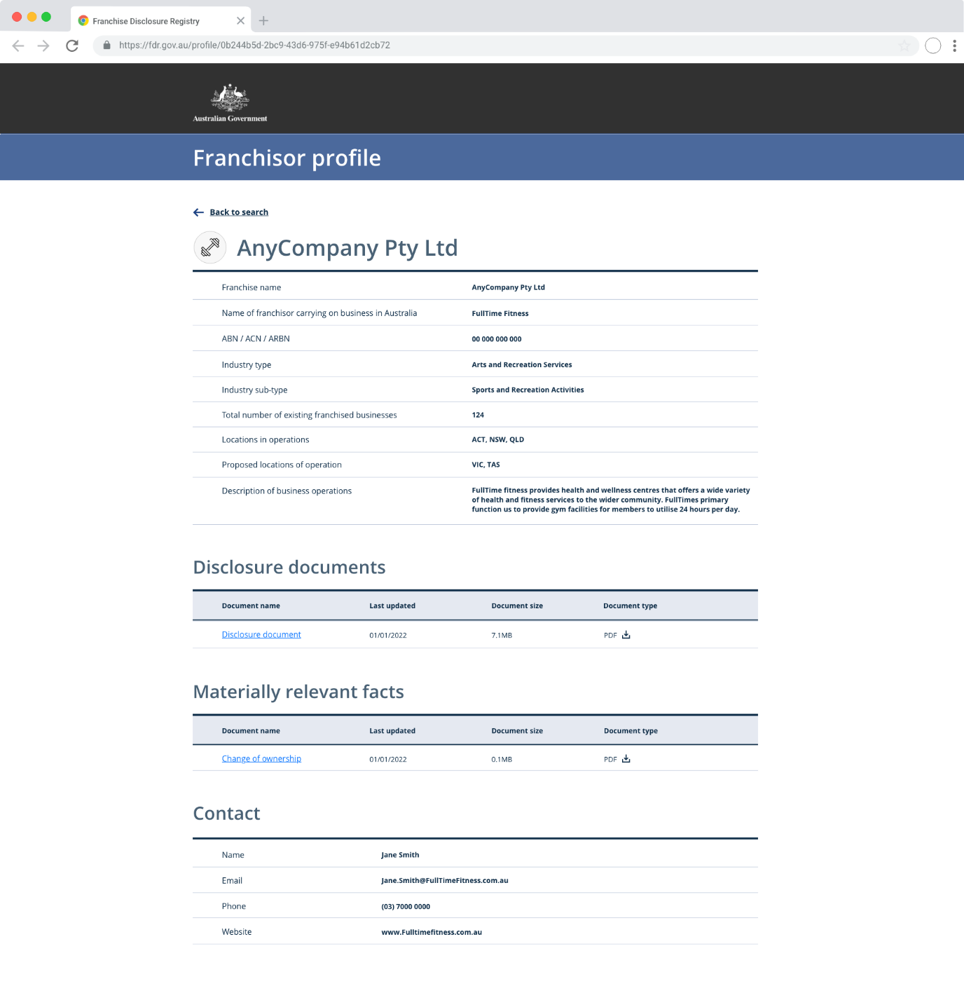 Franchise Disclosure Registry
https://fdr.gov.au/profile/0b244b5d-2bc9-43d6-975f-e94b61d2cb72
Australian Government
Franchisor profile
Back to search
AnyCompany Pty Ltd
Franchise name AnyCompany Pty Ltd
Name of franchisor carrying on business in Australia FullTime Fitness
ABN / ACN / ARBN 00 000 000 000
Industry type Arts and Recreation Services
Industry sub-type Sports and Recreation Activities
Total number of existing franchised businesses 124
Locations in operations ACT, NSW, QLD
Proposed locations of operation VIC, TAS
Description of business operations FullTime fitness provides health and wellness centres that offers a wide variety
of health and fitness services to the wider community. FullTimes primary
function us to provide gym facilities for members to utilise 24 hours per day.
Disclosure documents
Document name Last updated Document size Document type
Disclosure document 01/01/2022 7.1MB PDF
Materially relevant facts
Document name Last updated Document size Document type
Change of ownership 01/01/2022 0.1MB PDF
Contact
Name Jane Smith
Email Jane.Smith@FullTimeFitness.com.au
Phone (03) 7000 0000
Website www.Fulltimefitness.com.au